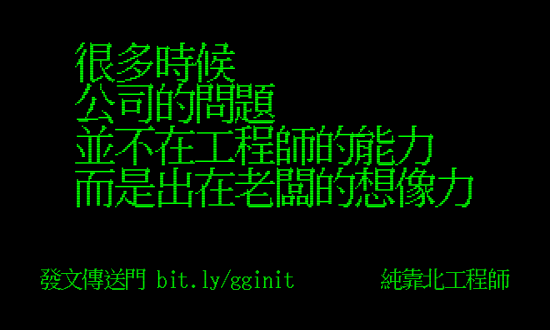 很多時候
公司的問題
並不在工程師的能力
而是出在老闆的想像力
發文傳送門 bit.ly/gginit 純靠北工程師